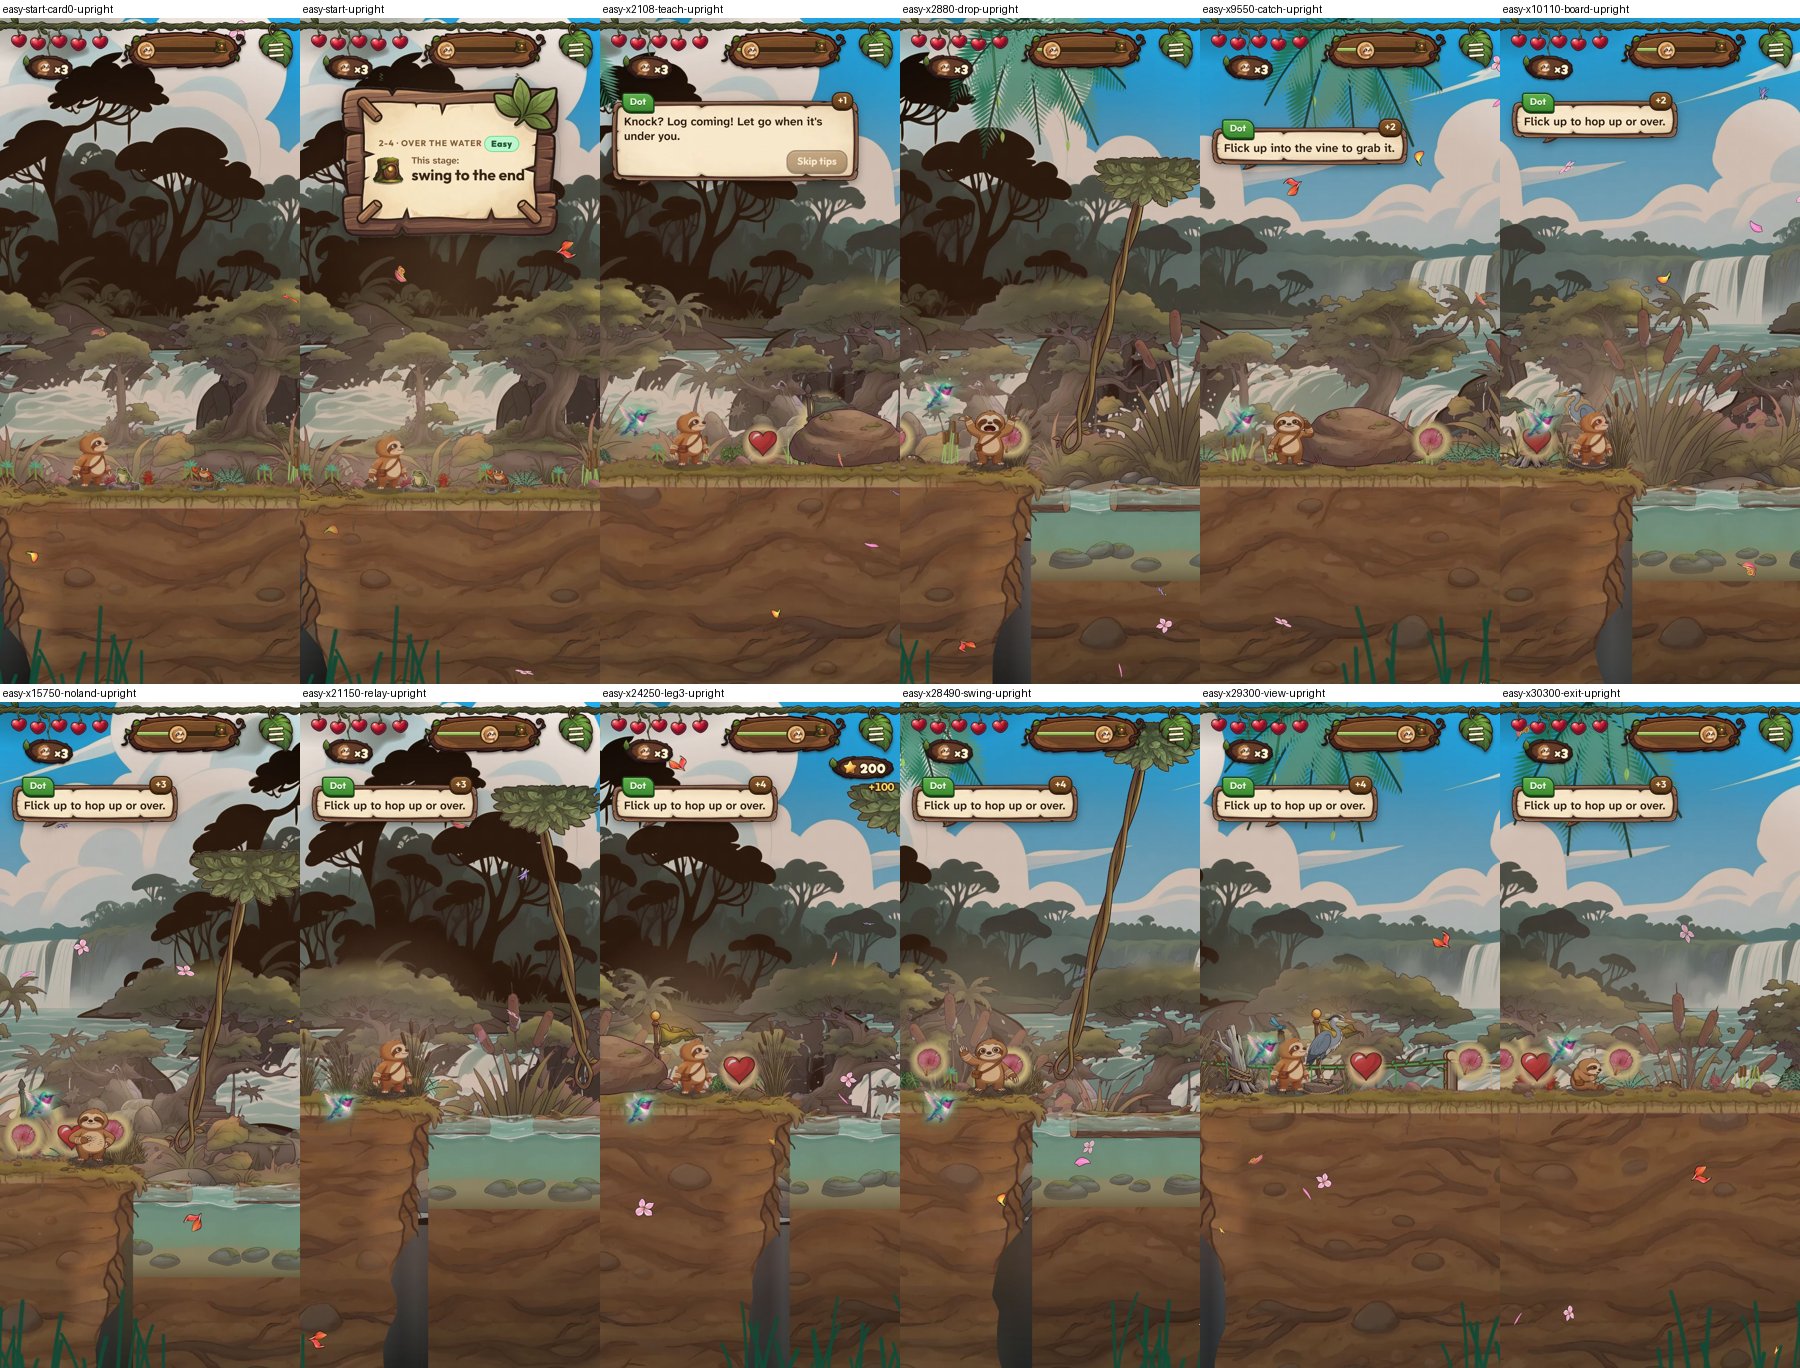 easy-start-card0-upright
x3
easy-start-upright
x3
2-4 · OVER THE WATER Easy
This stage:
swing to the end
easy-x2108-teach-upright
x3
Dot
+1
Knock? Log coming! Let go when it's
under you.
Skip tips
easy-x2880-drop-upright
x3
easy-x9550-catch-upright
x3
Dot
+2
Flick up into the vine to grab it.
easy-x10110-board-upright
x3
Dot
+2
Flick up to hop up or over.
easy-x15750-noland-upright
x3
Dot
+3
Flick up to hop up or over.
easy-x21150-relay-upright
x3
Dot
+3
Flick up to hop up or over.
easy-x24250-leg3-upright
x3
200
+100
Dot
+4
Flick up to hop up or over.
easy-x28490-swing-upright
x3
Dot
+4
Flick up to hop up or over.
easy-x29300-view-upright
x3
Dot
+4
Flick up to hop up or over.
easy-x30300-exit-upright
x3
Dot
+3
Flick up to hop up or over.